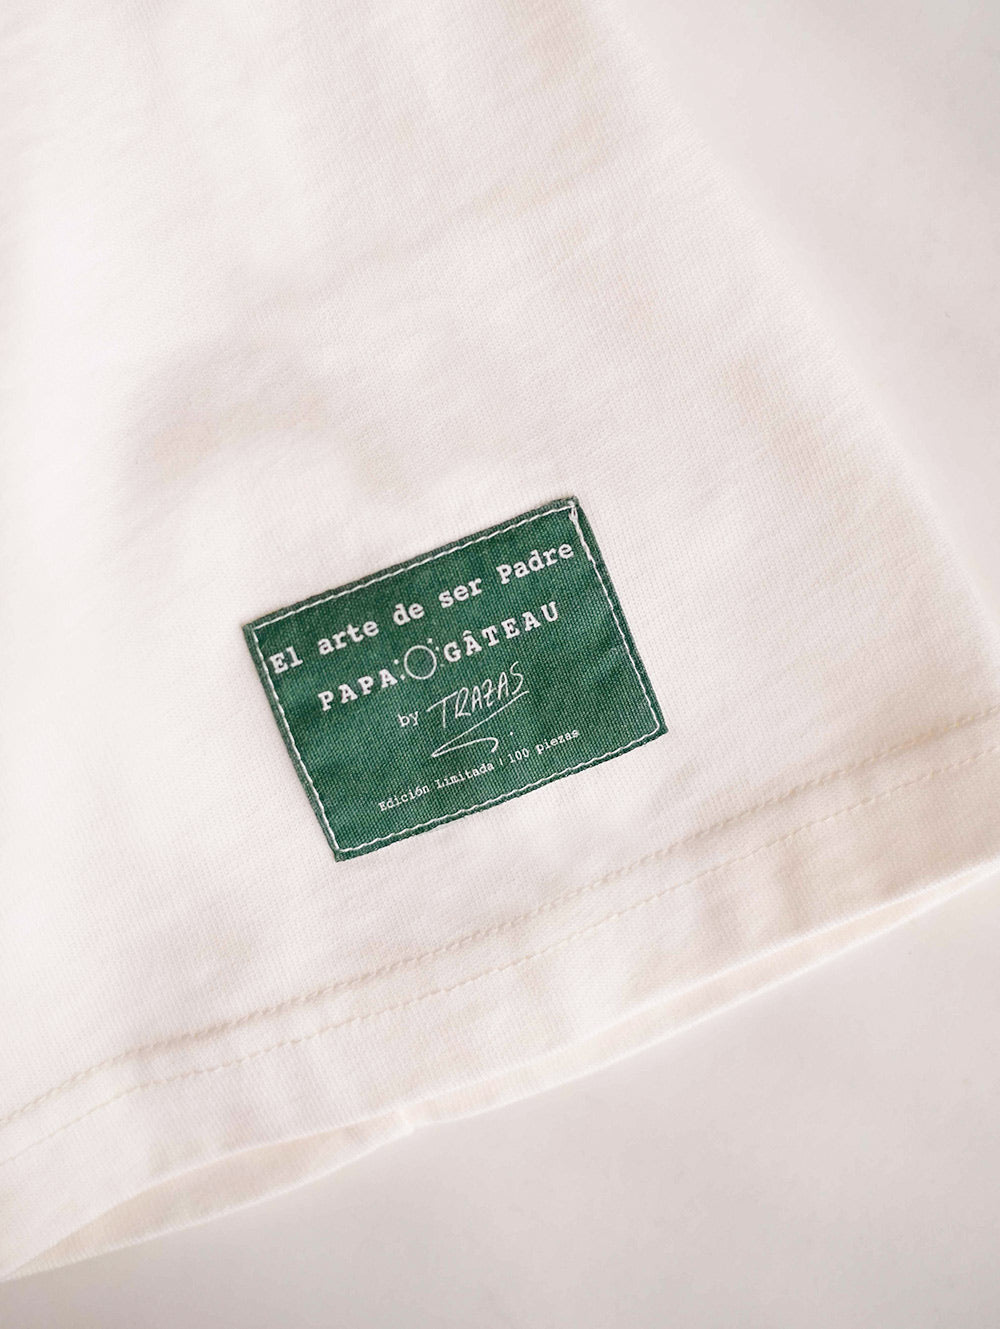 El arte de ser Padre
PAPA GÂTEAU
by TRAZAS
Edición Limitada | 100 piezas